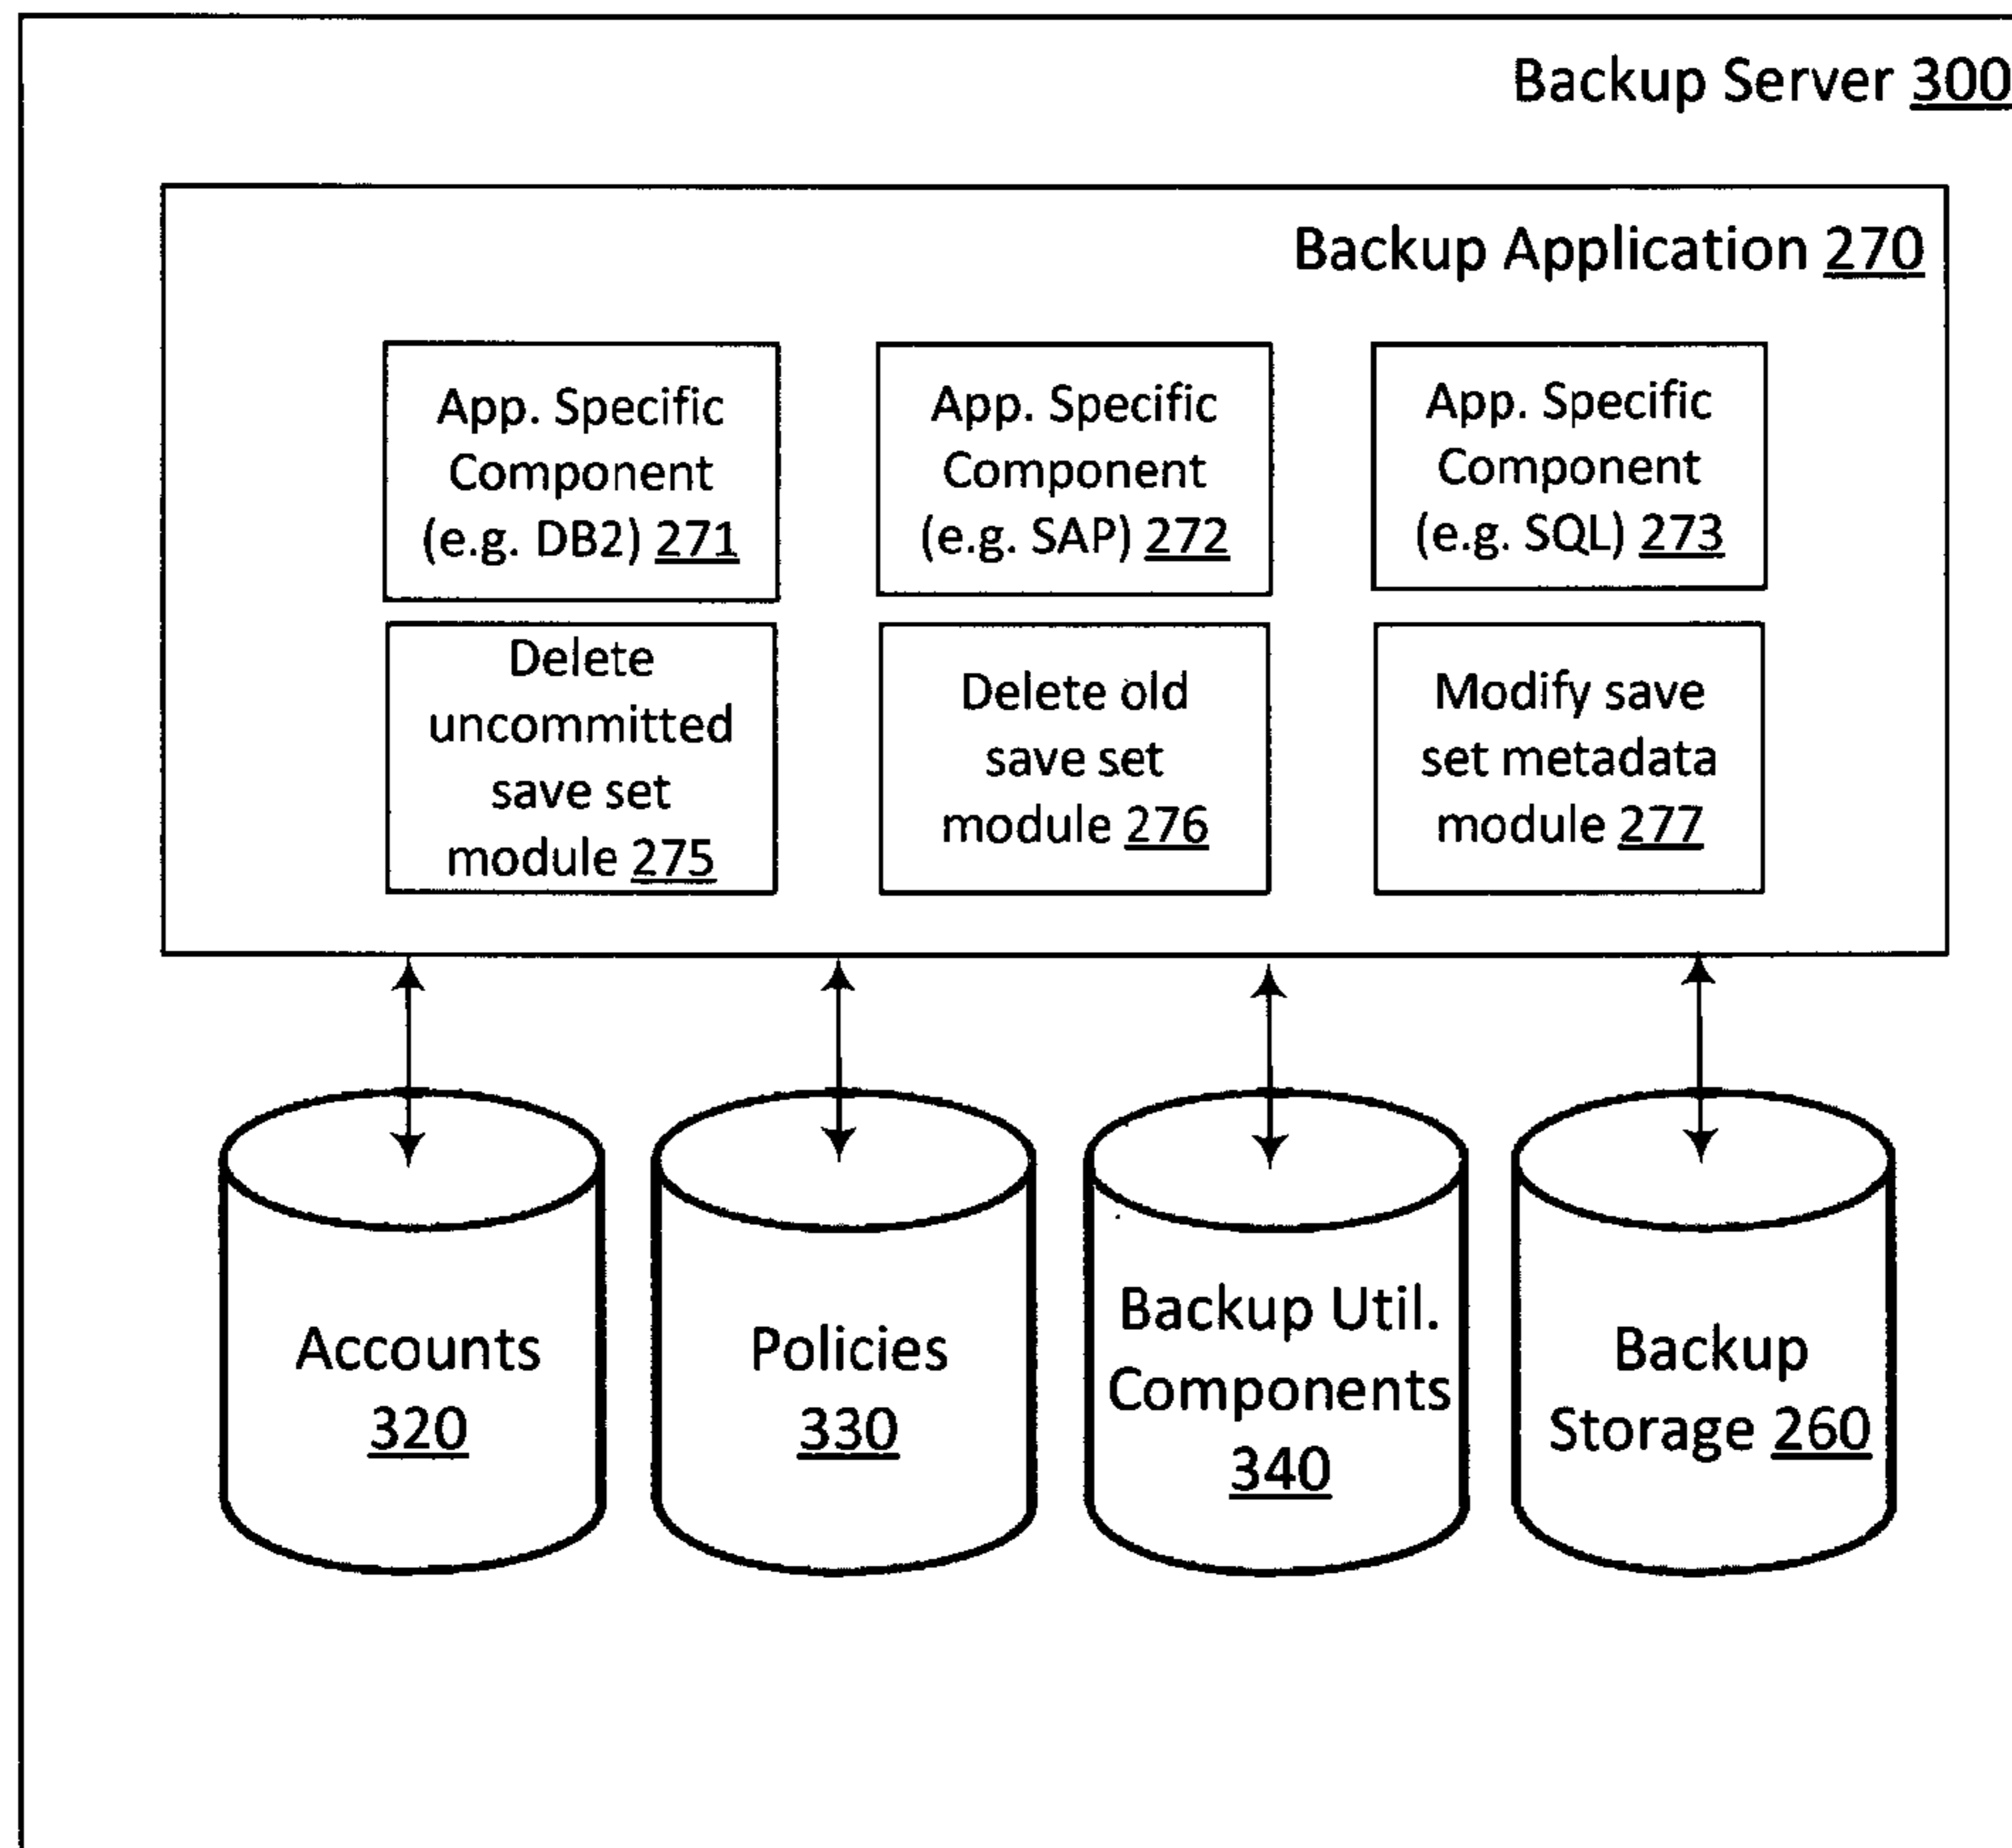 Backup Server 300
Backup Application 270
App. Specific
Component
(e.g. DB2) 271
App. Specific
Component
(e.g. SAP) 272
App. Specific
Component
(e.g. SQL) 273
Delete
uncommitted
save set
module 275
Delete old
save set
module 276
Modify save
set metadata
module 277
Accounts
320
Policies
330
Backup Util.
Components
340
Backup
Storage 260